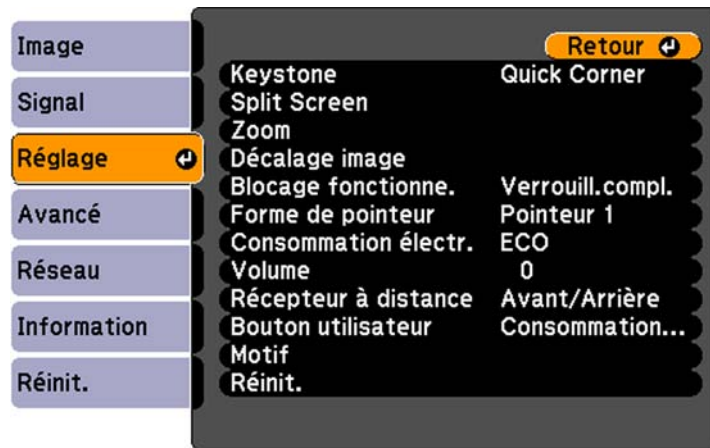 Image
Signal
Réglage
Avancé
Réseau
Information
Réinit.
Retour
Keystone Quick Corner
Split Screen
Zoom
Décalage image
Blocage fonctionne. Verrouill.compl.
Forme de pointeur Pointeur 1
Consommation électr. ECO
Volume 0
Récepteur à distance Avant/Arrière
Bouton utilisateur Consommation...
Motif
Réinit.